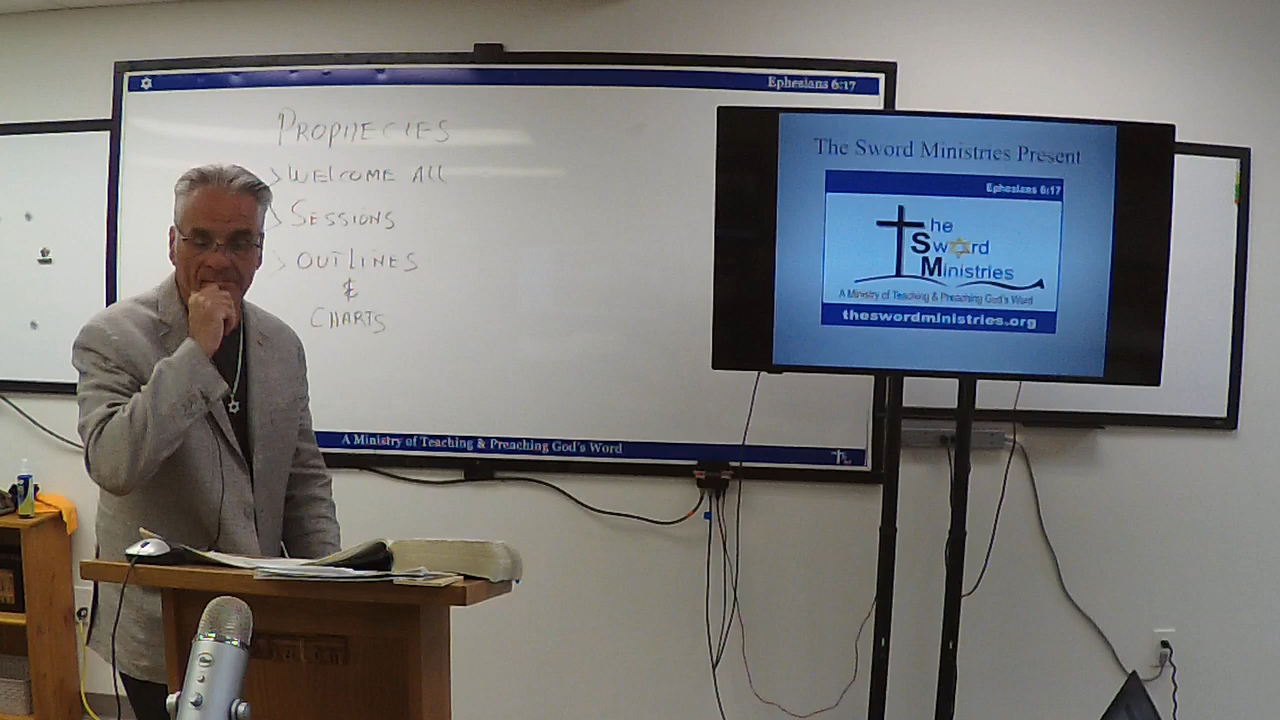 Ephesians 6:17
PROPHECIES
> WELCOME All
> SESSIONS
> OUTLINES
&
CHARTS
A Ministry of Teaching & Preaching God's Word
The Sword Ministries Present
Ephesians 6:17
The
Sword
Ministries
A Ministry of Teaching & Preaching God's Word
theswordministries.org